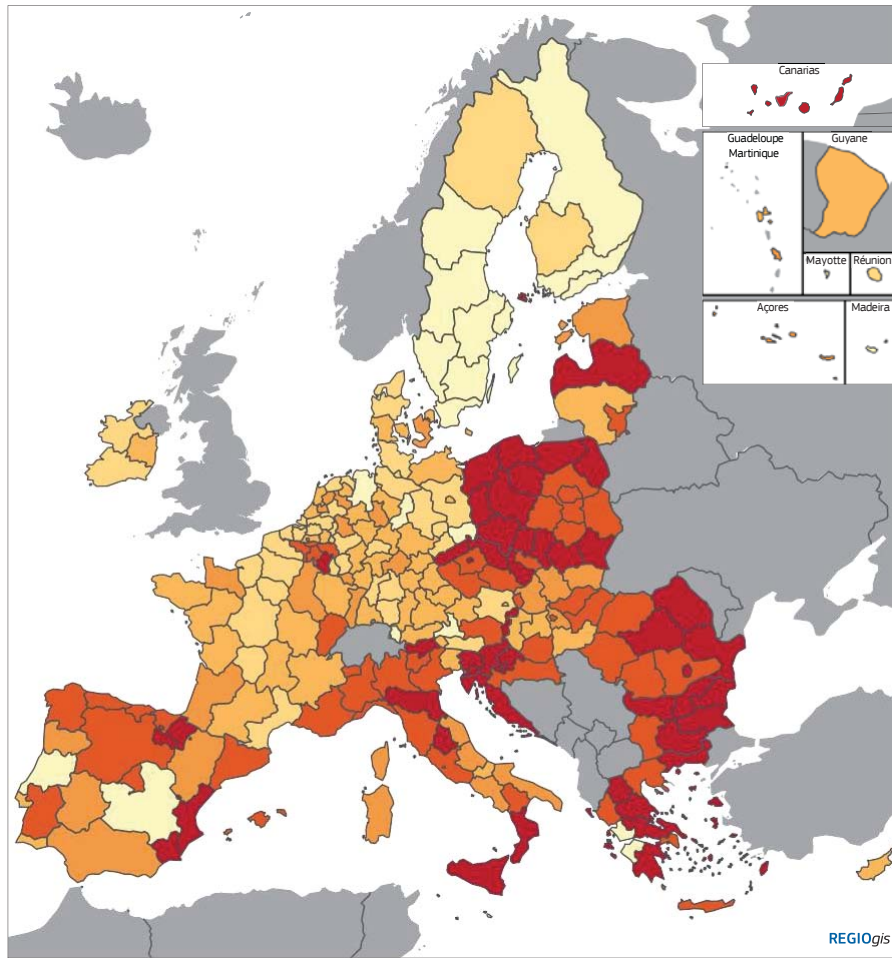 Canarias
Guadeloupe
Martinique
Guyane
Mayotte
Réunion
Açores
Madeira
REGIOgis